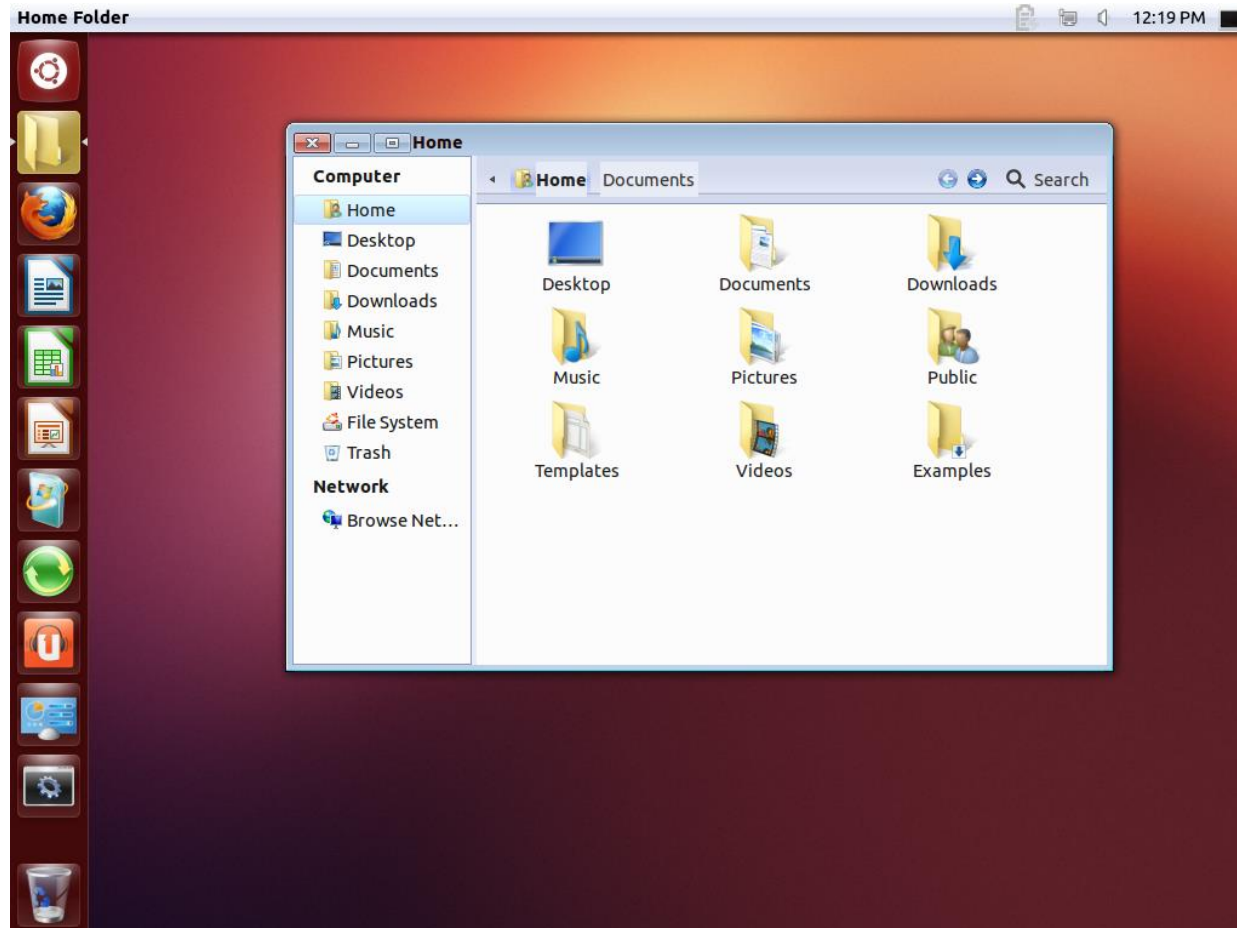 Home Folder
12:19 PM
Home
Computer
Home
Desktop
Documents
Downloads
Music
Pictures
Videos
File System
Trash
Network
Browse Net...
Home Documents
Search
Desktop Documents Downloads
Music Pictures Public
Templates Videos Examples